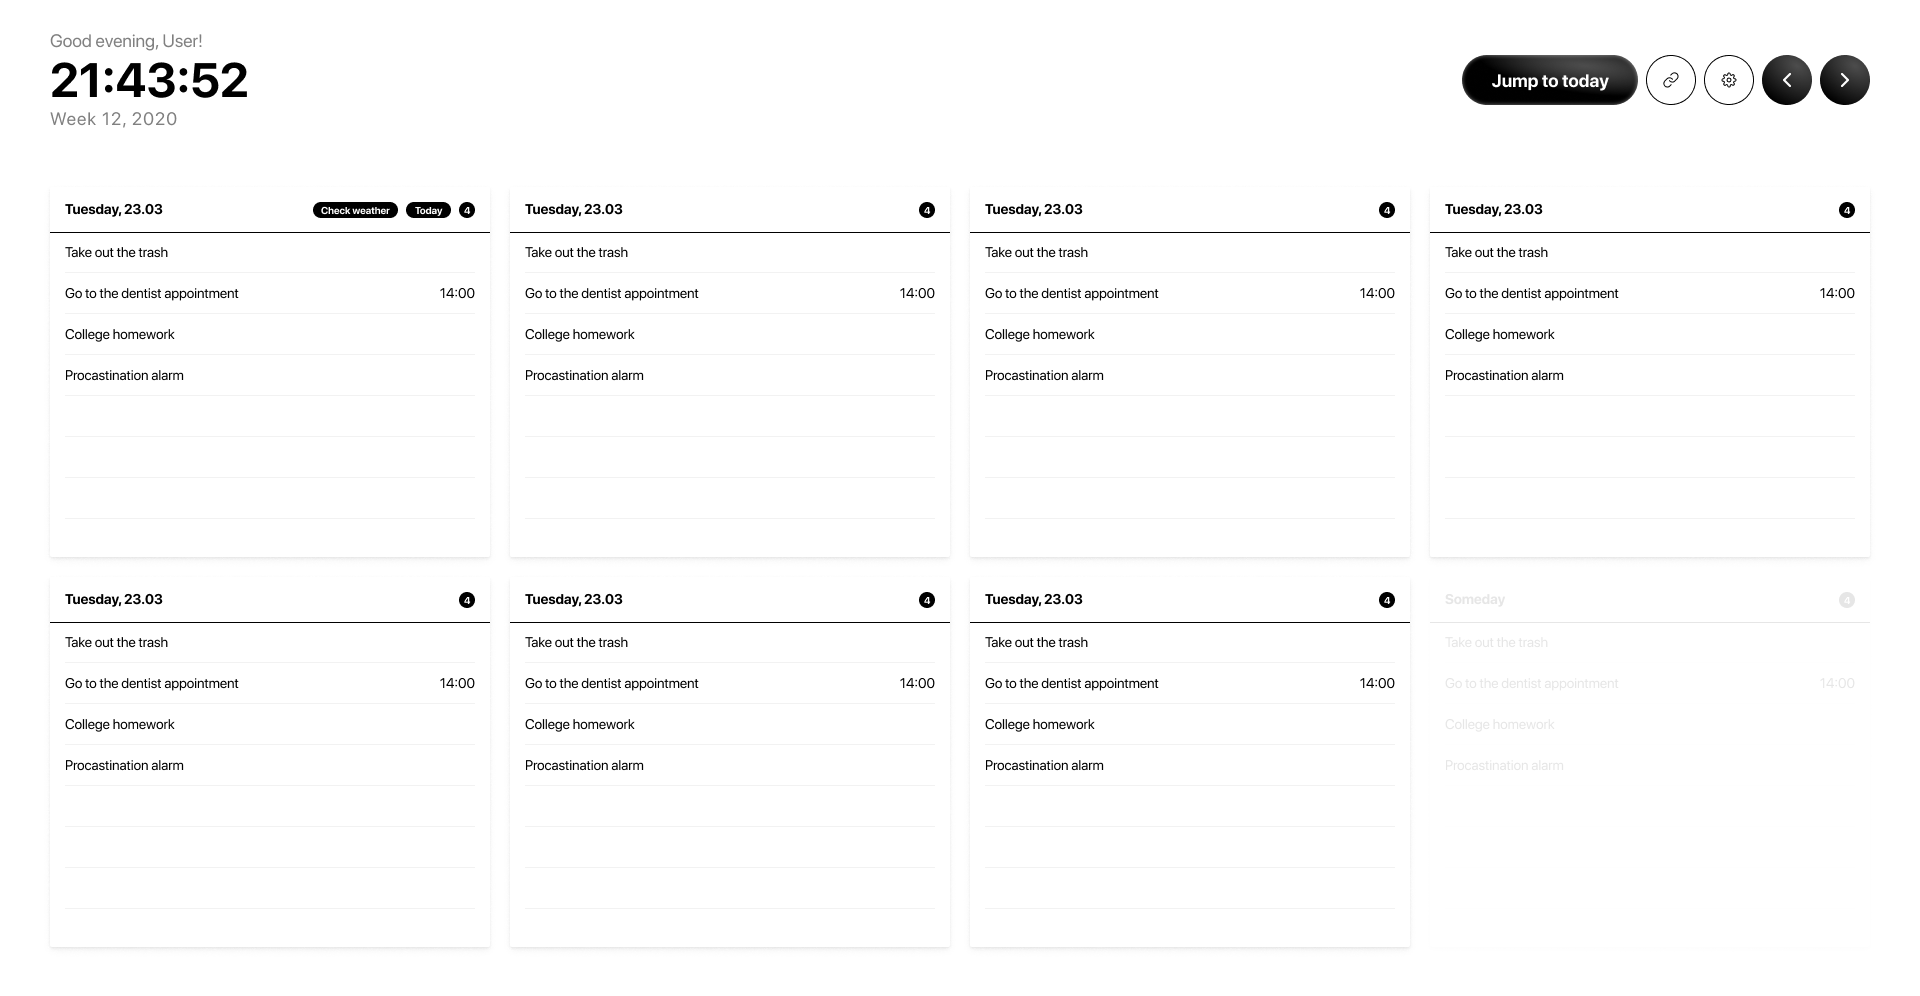 Good evening, User!
21:43:52
Week 12, 2020
Jump to today
Tuesday, 23.03 Check weather Today 4
Take out the trash
Go to the dentist appointment 14:00
College homework
Procastination alarm
Tuesday, 23.03 4
Take out the trash
Go to the dentist appointment 14:00
College homework
Procastination alarm
Tuesday, 23.03 4
Take out the trash
Go to the dentist appointment 14:00
College homework
Procastination alarm
Tuesday, 23.03 4
Take out the trash
Go to the dentist appointment 14:00
College homework
Procastination alarm
Tuesday, 23.03 4
Take out the trash
Go to the dentist appointment 14:00
College homework
Procastination alarm
Tuesday, 23.03 4
Take out the trash
Go to the dentist appointment 14:00
College homework
Procastination alarm
Tuesday, 23.03 4
Take out the trash
Go to the dentist appointment 14:00
College homework
Procastination alarm
Someday 4
Take out the trash
Go to the dentist appointment 14:00
College homework
Procastination alarm